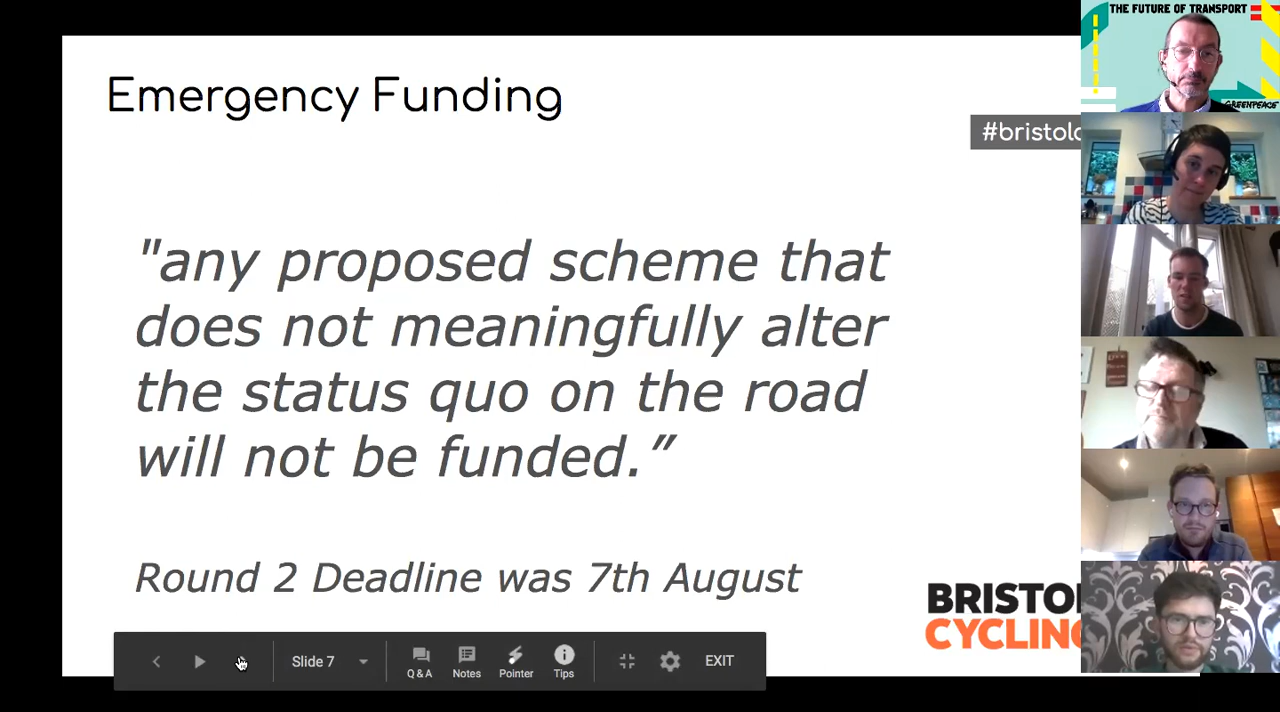 THE FUTURE OF TRANSPORT
GREENPEACE
Emergency Funding
#bristol
"any proposed scheme that
does not meaningfully alter
the status quo on the road
will not be funded.”
Round 2 Deadline was 7th August
BRISTO
CYCLING
Slide 7
Q & A
Notes
Pointer
Tips
EXIT